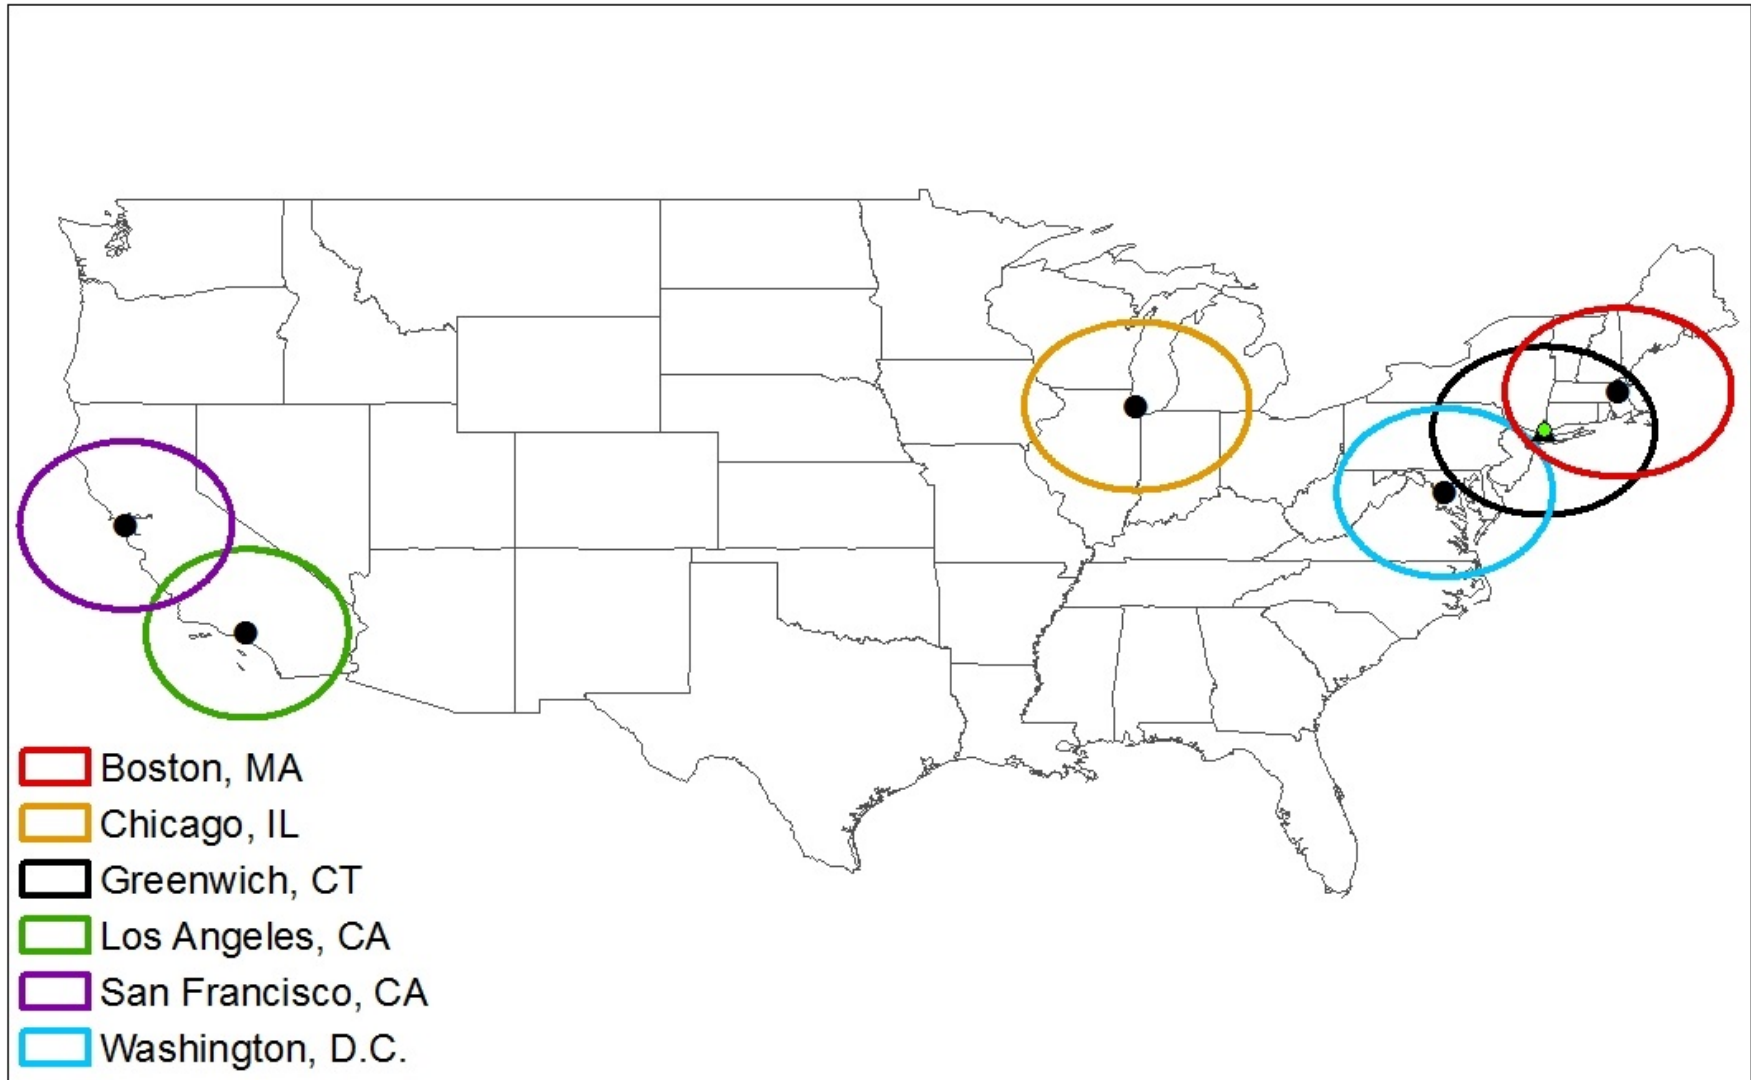 Boston, MA
Chicago, IL
Greenwich, CT
Los Angeles, CA
San Francisco, CA
Washington, D.C.